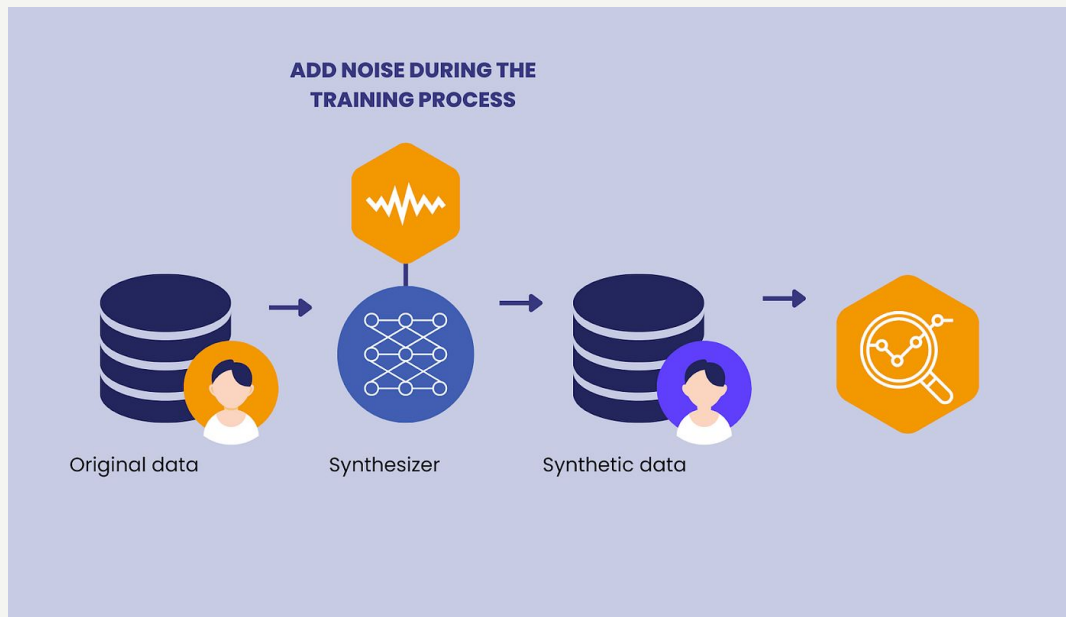 ADD NOISE DURING THE
TRAINING PROCESS
Original data
Synthesizer
Synthetic data